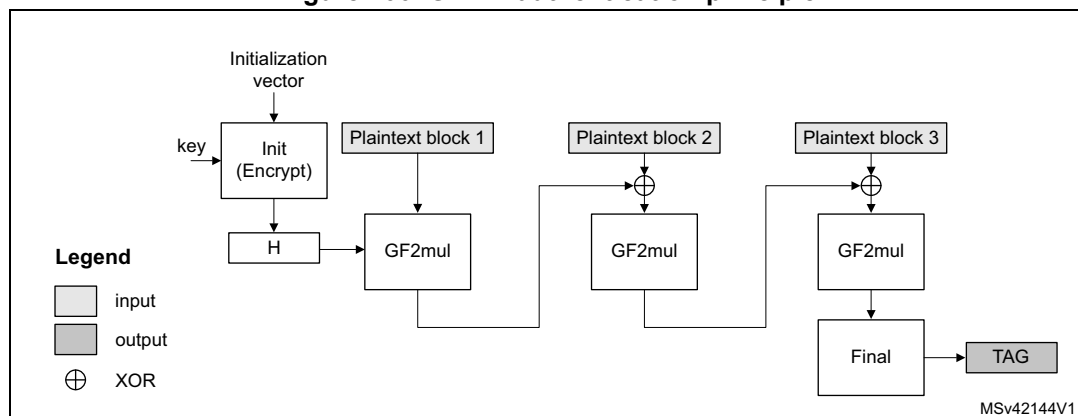 Initialization
vector
key
Init
(Encrypt)
Plaintext block 1
Plaintext block 2
Plaintext block 3
H
GF2mul
GF2mul
GF2mul
Legend
input
output
XOR
Final
TAG
MSv42144V1